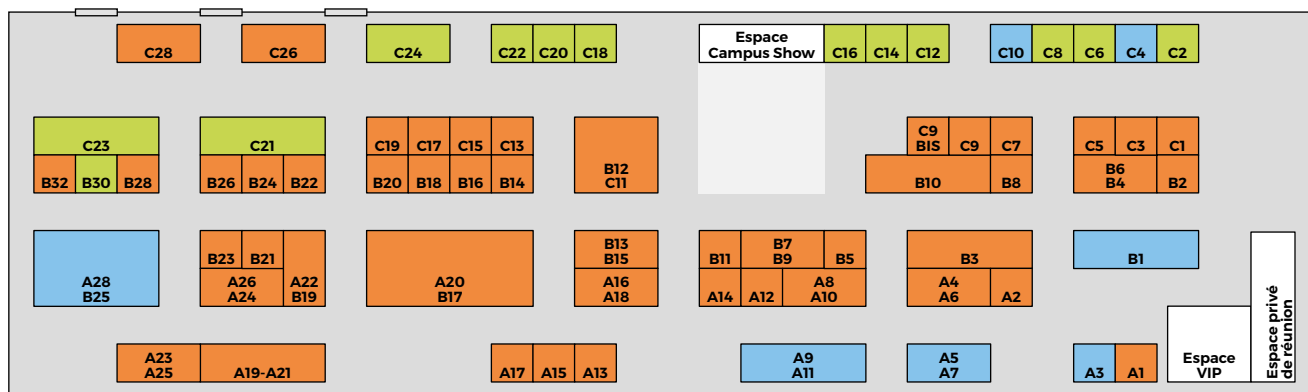 C28
C26
C24
C22
C20
C18
Espace
Campus Show
C16
C14
C12
C10
C8
C6
C4
C2
C23
C21
C19
C17
C15
C13
B12
C11
C9
BIS
C9
C7
C5
C3
C1
B32
B30
B28
B26
B24
B22
B20
B18
B16
B14
B10
B8
B6
B4
B2
A28
B25
B23
B21
A26
A24
A22
B19
A20
B17
B13
B15
A16
A18
B11
B7
B9
B5
A14
A12
A8
A10
B3
A4
A6
A2
B1
Espace privé
de réunion
Espace
VIP
A23
A25
A19-A21
A17
A15
A13
A9
A11
A5
A7
A3
A1